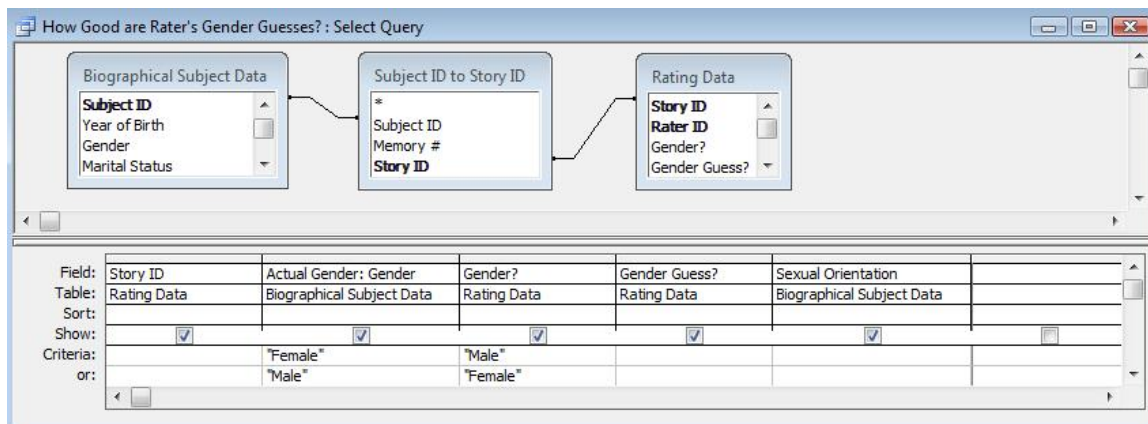 How Good are Rater's Gender Guesses? : Select Query
Biographical Subject Data
Subject ID
Year of Birth
Gender
Marital Status
Subject ID to Story ID
*
Subject ID
Memory #
Story ID
Rating Data
Story ID
Rater ID
Gender?
Gender Guess?
Field: Story ID Actual Gender: Gender Gender? Gender Guess? Sexual Orientation
Table: Rating Data Biographical Subject Data Rating Data Rating Data Biographical Subject Data
Sort:
Show:
Criteria: "Female" "Male"
or: "Male" "Female"